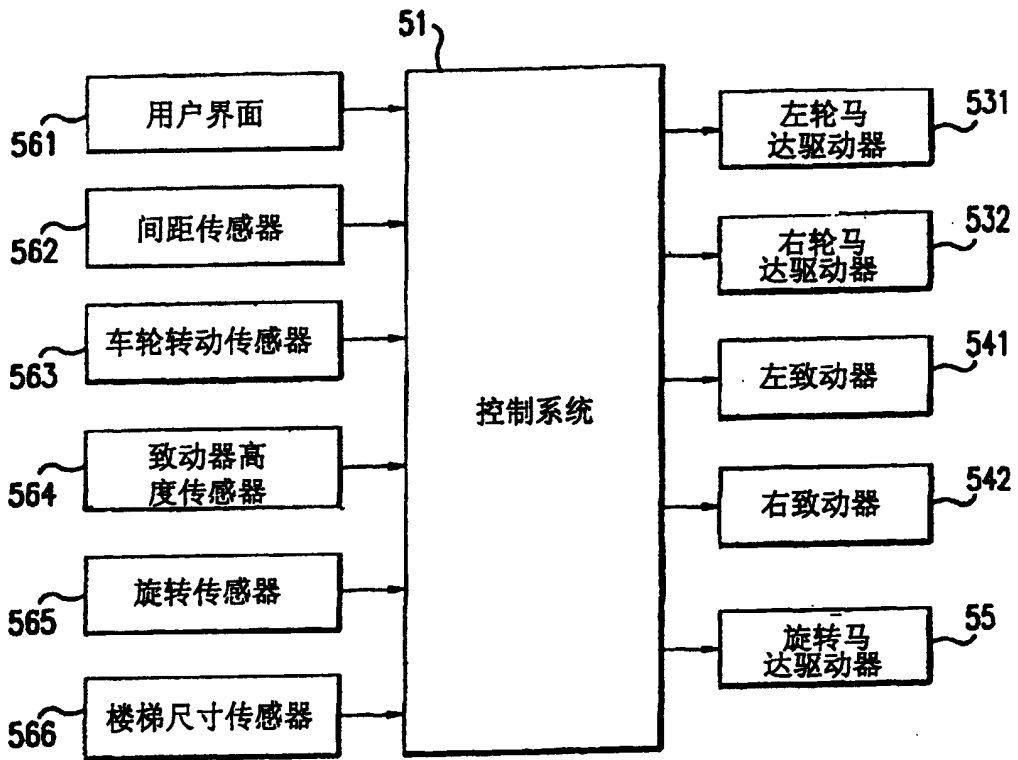 51
用户界面
561
间距传感器
562
车轮转动传感器
563
致动器高
度传感器
564
旋转传感器
565
楼梯尺寸传感器
566
控制系统
左轮马
达驱动器
531
右轮马
达驱动器
532
左致动器
541
右致动器
542
旋转马
达驱动器
55